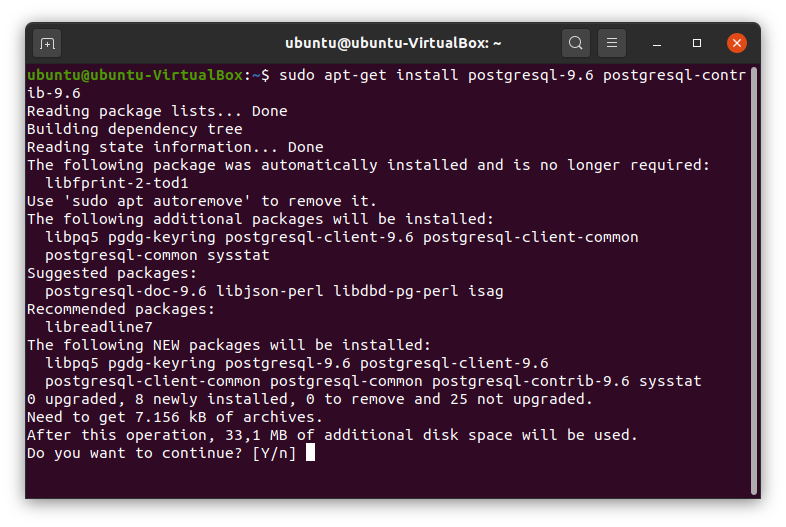 ubuntu@ubuntu-VirtualBox: ~
ubuntu@ubuntu-VirtualBox:~$ sudo apt-get install postgresql-9.6 postgresql-contr
ib-9.6
Reading package lists... Done
Building dependency tree
Reading state information... Done
The following package was automatically installed and is no longer required:
  libfprint-2-tod1
Use 'sudo apt autoremove' to remove it.
The following additional packages will be installed:
  libpq5 pgdg-keyring postgresql-client-9.6 postgresql-client-common
  postgresql-common sysstat
Suggested packages:
  postgresql-doc-9.6 libjson-perl libdbd-pg-perl isag
Recommended packages:
  libreadline7
The following NEW packages will be installed:
  libpq5 pgdg-keyring postgresql-9.6 postgresql-client-9.6
  postgresql-client-common postgresql-common postgresql-contrib-9.6 sysstat
0 upgraded, 8 newly installed, 0 to remove and 25 not upgraded.
Need to get 7.156 kB of archives.
After this operation, 33,1 MB of additional disk space will be used.
Do you want to continue? [Y/n]